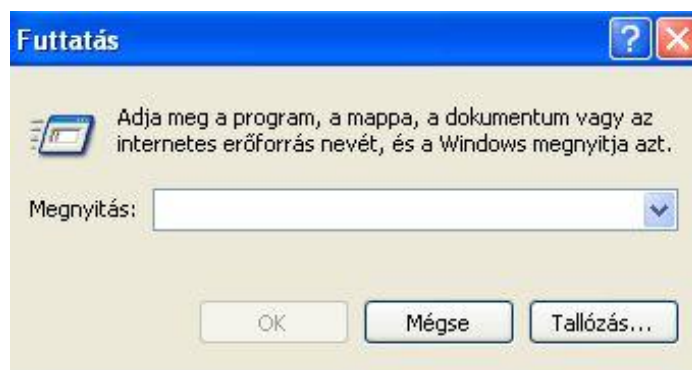 Futtatás
Adja meg a program, a mappa, a dokumentum vagy az
internetes erőforrás nevét, és a Windows megnyitja azt.
Megnyitás:
OK Mégse Tallózás...